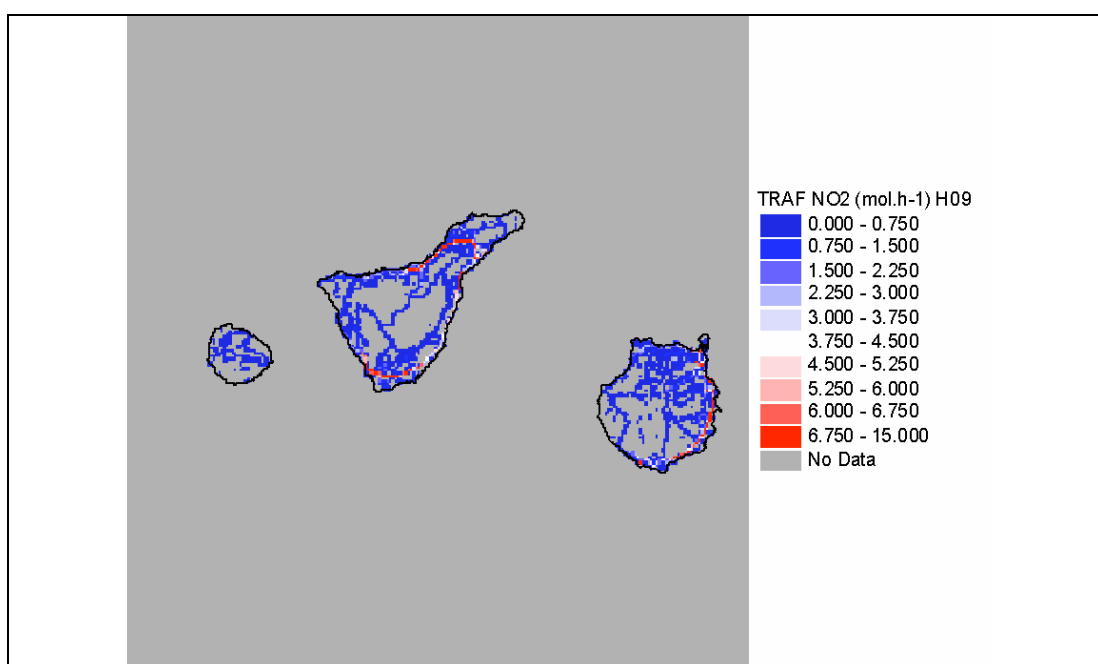 TRAF NO2 (mol.h-1) H09
0.000 - 0.750
0.750 - 1.500
1.500 - 2.250
2.250 - 3.000
3.000 - 3.750
3.750 - 4.500
4.500 - 5.250
5.250 - 6.000
6.000 - 6.750
6.750 - 15.000
No Data